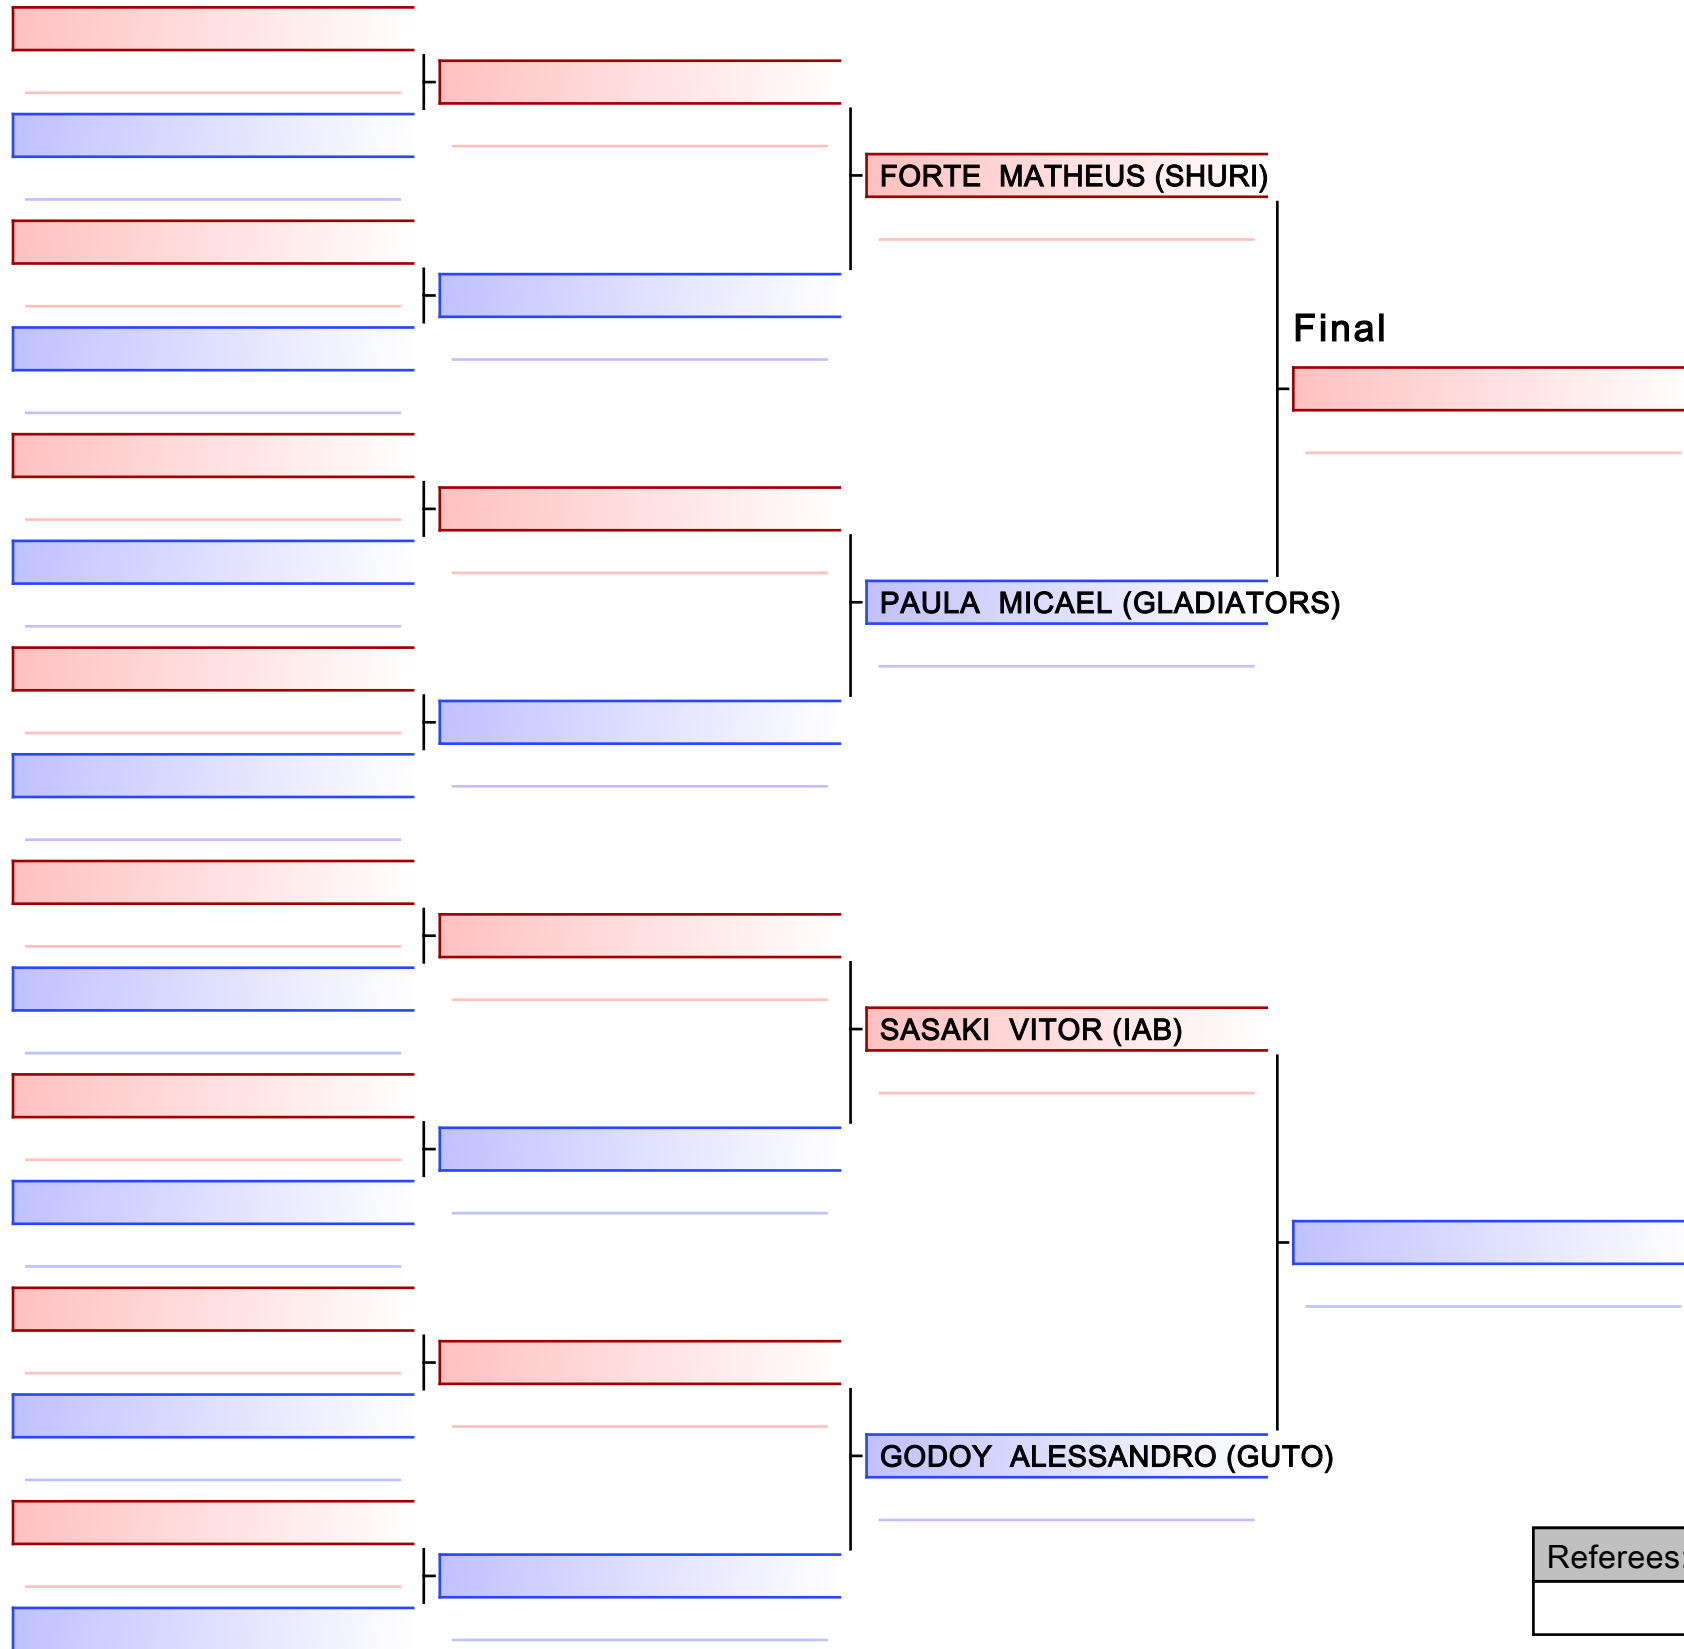 FORTE MATHEUS (SHURI)
Final
PAULA MICAEL (GLADIATORS)
SASAKI VITOR (IAB)
GODOY ALESSANDRO (GUTO)
Referees: